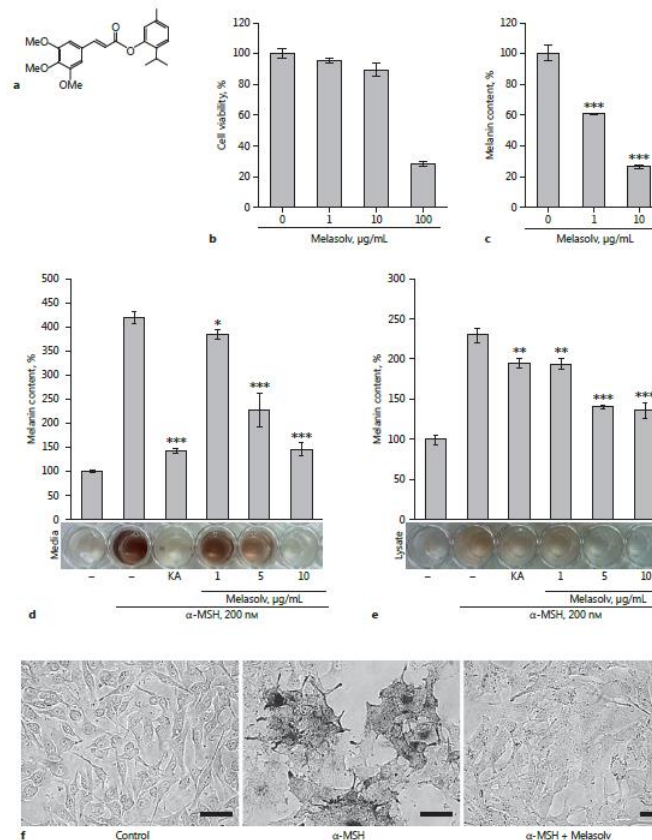 MeO
O
O
MeO
OMe
a
Cell viability, %
120
100
80
60
40
20
0
0 1 10 100
Melasolv, µg/mL
b
Melanin content, %
120
100
80
60
40
20
0
***
***
0 1 10
Melasolv, µg/mL
c
Melanin content, %
500
450
400
350
300
250
200
150
100
50
0
***
*
***
***
Media
– – KA 1 5 10
Melasolv, µg/mL
α-MSH, 200 nM
d
Melanin content, %
300
250
200
150
100
50
0
**
**
***
***
Lysate
– – KA 1 5 10
Melasolv, µg/mL
α-MSH, 200 nM
e
f
Control
α-MSH
α-MSH + Melasolv